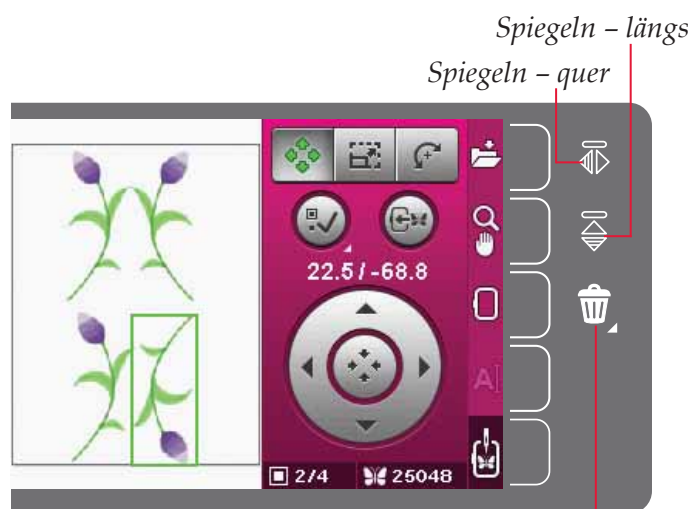 Spiegeln – längs
Spiegeln – quer
22.5 / -68.8
A
2/4 25048